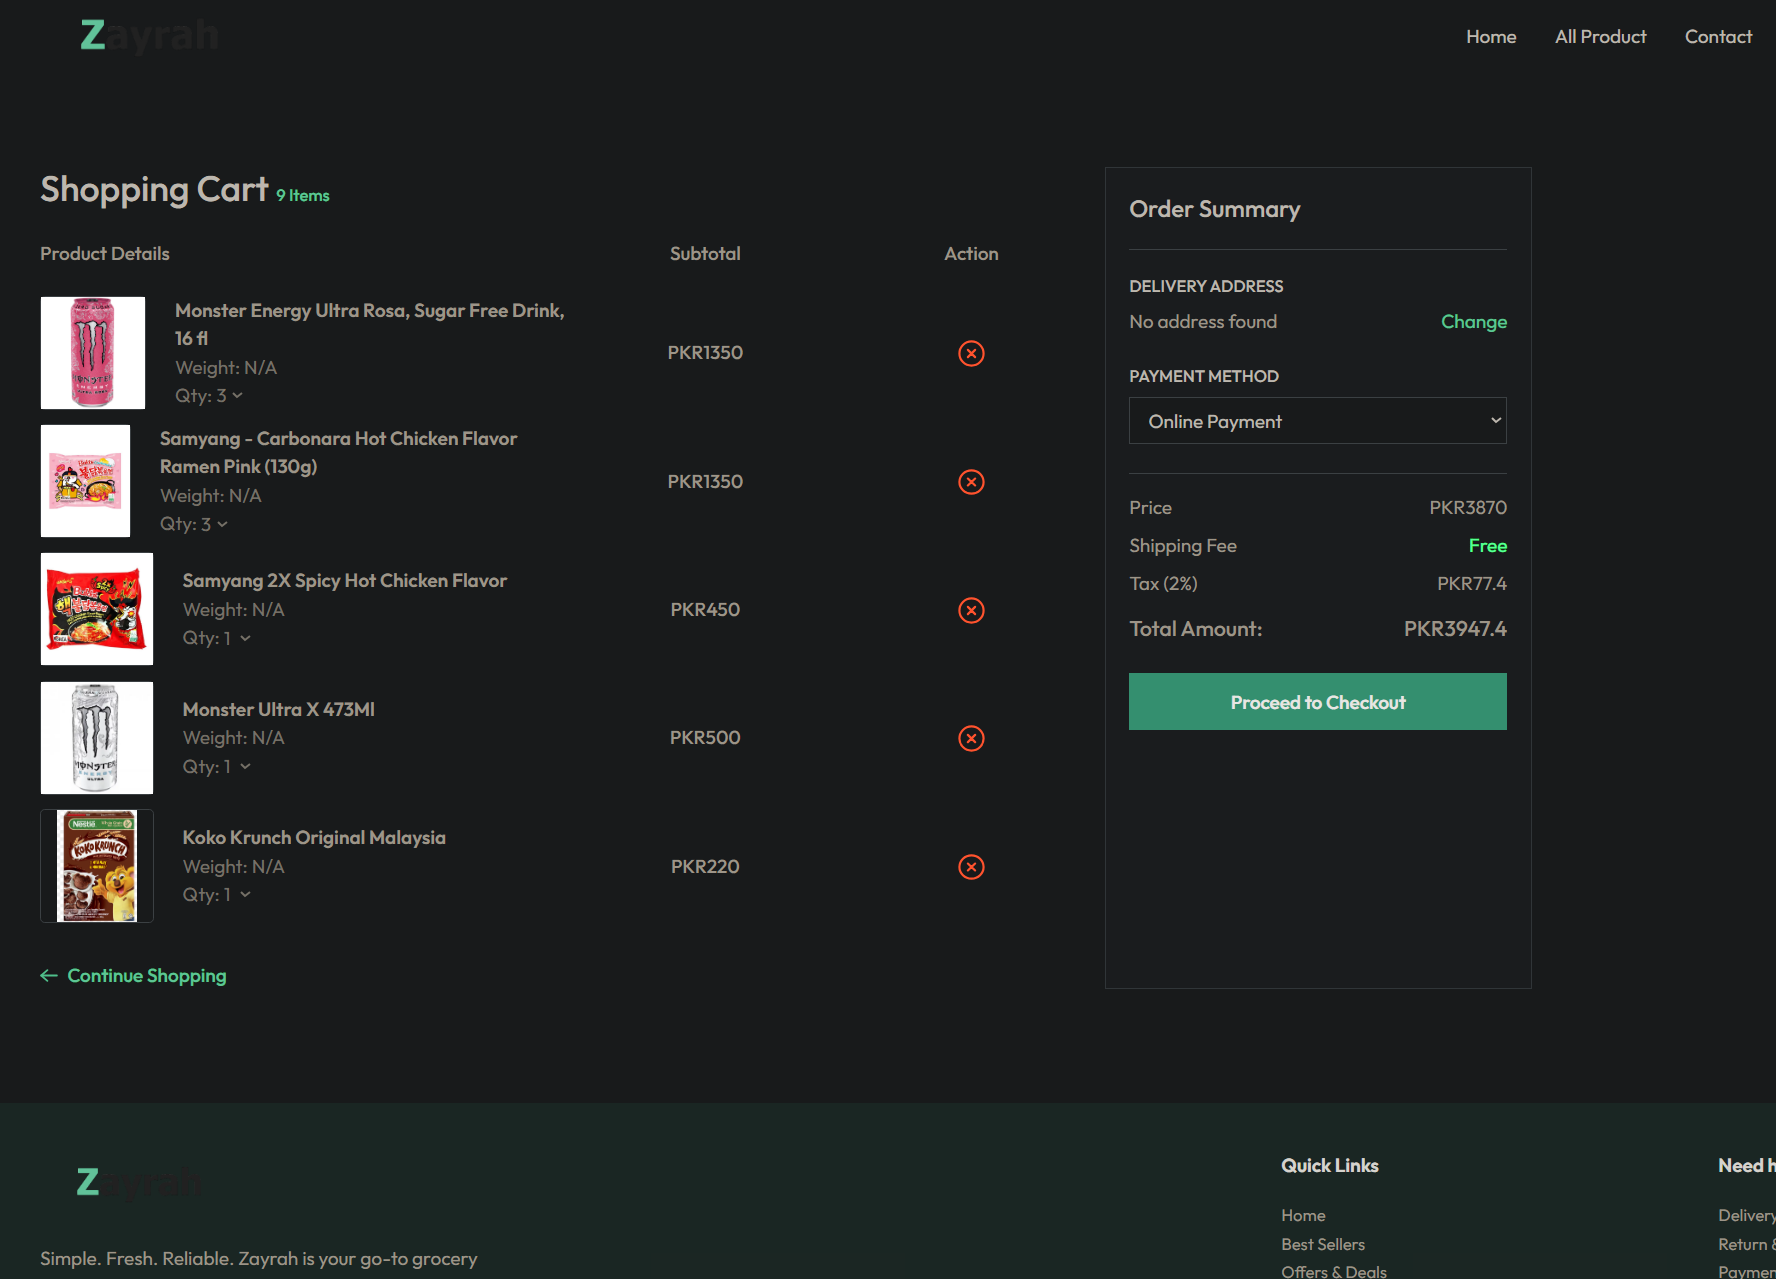 Zayrah
Home
All Product
Contact
Shopping Cart 9 Items
Product Details
Subtotal
Action
Monster Energy Ultra Rosa, Sugar Free Drink,
16 fl
Weight: N/A
Qty: 3
PKR1350
Samyang - Carbonara Hot Chicken Flavor
Ramen Pink (130g)
Weight: N/A
Qty: 3
PKR1350
Samyang 2X Spicy Hot Chicken Flavor
Weight: N/A
Qty: 1
PKR450
MONSTER
Monster Ultra X 473Ml
Weight: N/A
Qty: 1
PKR500
Nestlé
KOKO KRUNCH
Koko Krunch Original Malaysia
Weight: N/A
Qty: 1
PKR220
Continue Shopping
Order Summary
DELIVERY ADDRESS
No address found
Change
PAYMENT METHOD
Online Payment
Price
PKR3870
Shipping Fee
Free
Tax (2%)
PKR77.4
Total Amount:
PKR3947.4
Proceed to Checkout
Zayrah
Simple. Fresh. Reliable. Zayrah is your go-to grocery
Quick Links
Home
Best Sellers
Offers & Deals
Need h
Delivery
Return &
Paymen